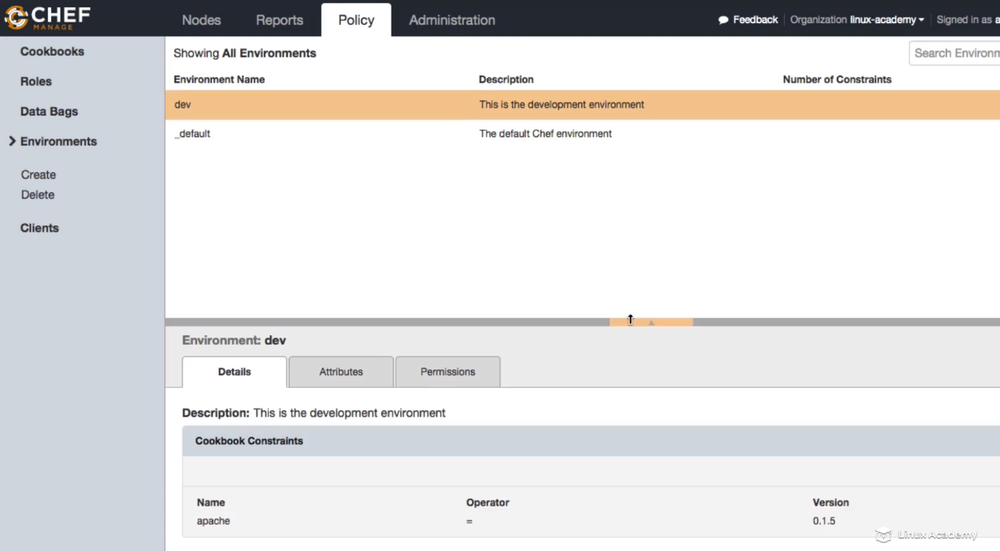 CHEF
MANAGE
Nodes Reports Policy Administration
Feedback Organization linux-academy Signed in as
Cookbooks
Roles
Data Bags
Environments
Create
Delete
Clients
Showing All Environments
Search Environm
Environment Name Description Number of Constraints
dev This is the development environment
_default The default Chef environment
Environment: dev
Details Attributes Permissions
Description: This is the development environment
Cookbook Constraints
Name Operator Version
apache = 0.1.5
Linux Academy